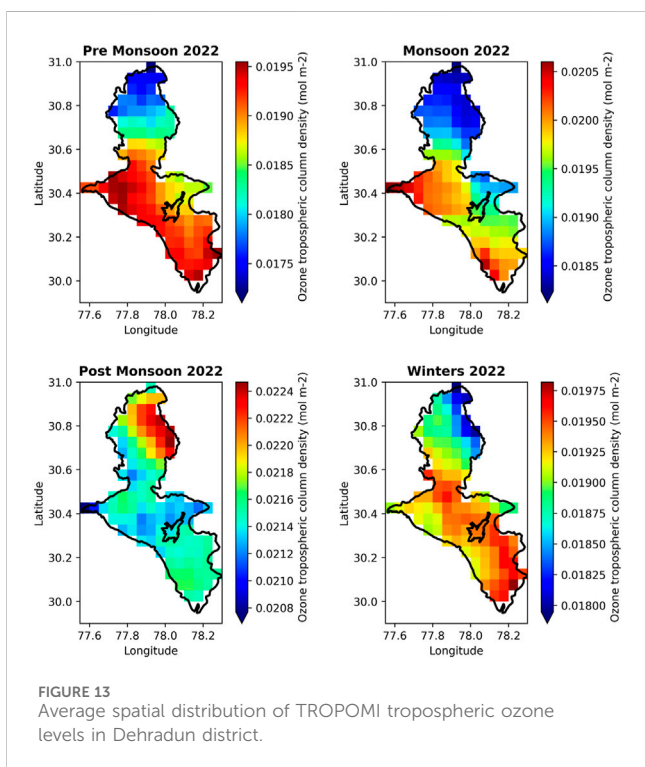 Pre Monsoon 2022
31.0
30.8
30.6
30.4
30.2
30.0
Latitude
77.6 77.8 78.0 78.2
Longitude
0.0195
0.0190
0.0185
0.0180
0.0175
Ozone tropospheric column density (mol m-2)
Monsoon 2022
31.0
30.8
30.6
30.4
30.2
30.0
Latitude
77.6 77.8 78.0 78.2
Longitude
0.0205
0.0200
0.0195
0.0190
0.0185
Ozone tropospheric column density (mol m-2)
Post Monsoon 2022
31.0
30.8
30.6
30.4
30.2
30.0
Latitude
77.6 77.8 78.0 78.2
Longitude
0.0224
0.0222
0.0220
0.0218
0.0216
0.0214
0.0212
0.0210
0.0208
Ozone tropospheric column density (mol m-2)
Winters 2022
31.0
30.8
30.6
30.4
30.2
30.0
Latitude
77.6 77.8 78.0 78.2
Longitude
0.01975
0.01950
0.01925
0.01900
0.01875
0.01850
0.01825
0.01800
Ozone tropospheric column density (mol m-2)
FIGURE 13
Average spatial distribution of TROPOMI tropospheric ozone
levels in Dehradun district.